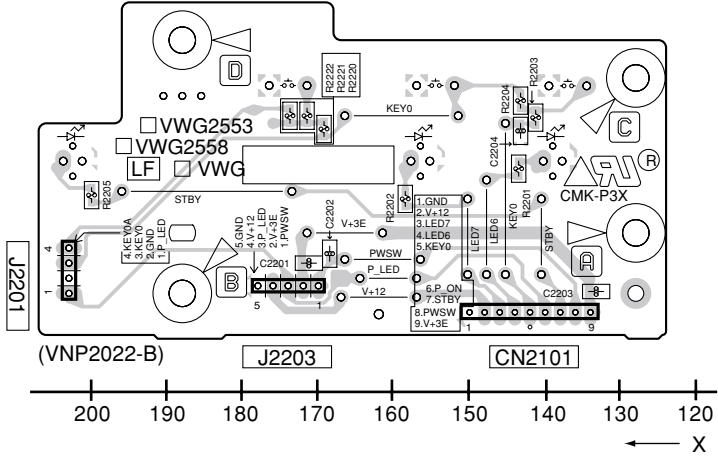 D
R2222
R2221
R2220
KEY0
R2204
R2203
C
VWG2553
VWG2558
LF
VWG
C2204
R
CMK-P3X
R2205
STBY
R2202
R2201
1.GND
2.V+12
3.LED7
4.LED6
5.KEY0
LED7
LED6
KEY0
STBY
J2201
4
1
4.KEY0A
3.KEY0
2.GND
1.P_LED
5.GND
4.V+12
3.P_LED
2.V+3E
1.PWSW
C2202
V+3E
C2201
PWSW
P_LED
V+12
A
B
5
1
6.P_ON
7.STBY
8.PWSW
9.V+3E
C2203
1
9
(VNP2022-B)
J2203
CN2101
200
190
180
170
160
150
140
130
120
X